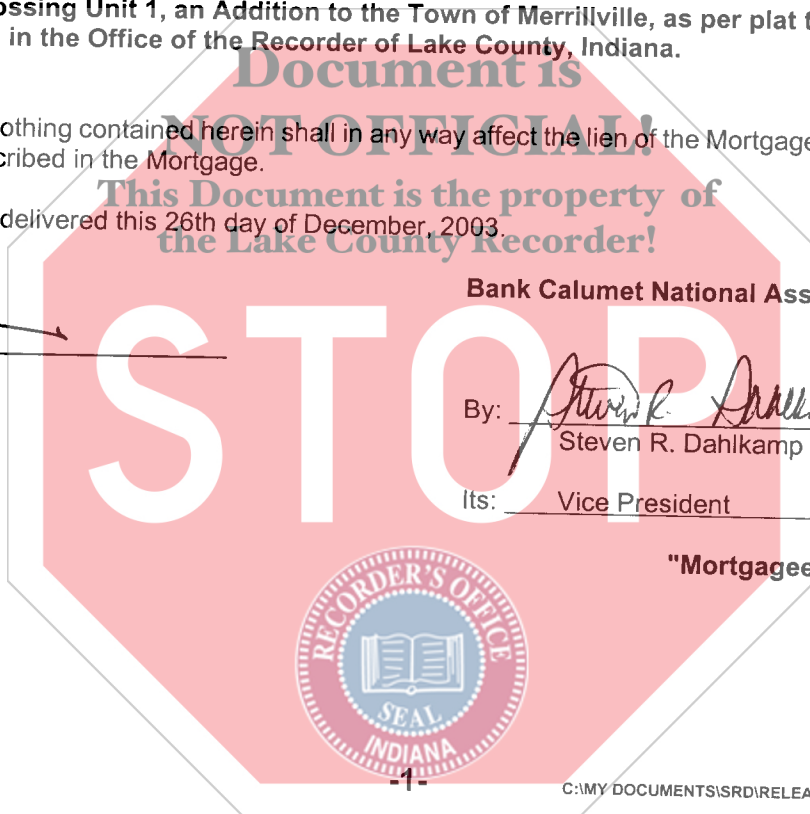 ossing Unit 1, an Addition to the Town of Merrillville, as per plat t
in the Office of the Recorder of Lake County, Indiana.
Document is
NOT OFFICIAL!
othing contained herein shall in any way affect the lien of the Mortgage
cribed in the Mortgage.
This Document is the property of
the Lake County Recorder!
delivered this 26th day of December, 2003.
Bank Calumet National Ass
STOP
By: Steven R. Dahlk
Steven R. Dahlkamp
Its: Vice President
"Mortgagee
RECORDER'S OFFICE
SEAL
INDIANA
-1-
C:\MY DOCUMENTS\SRD\RELEA